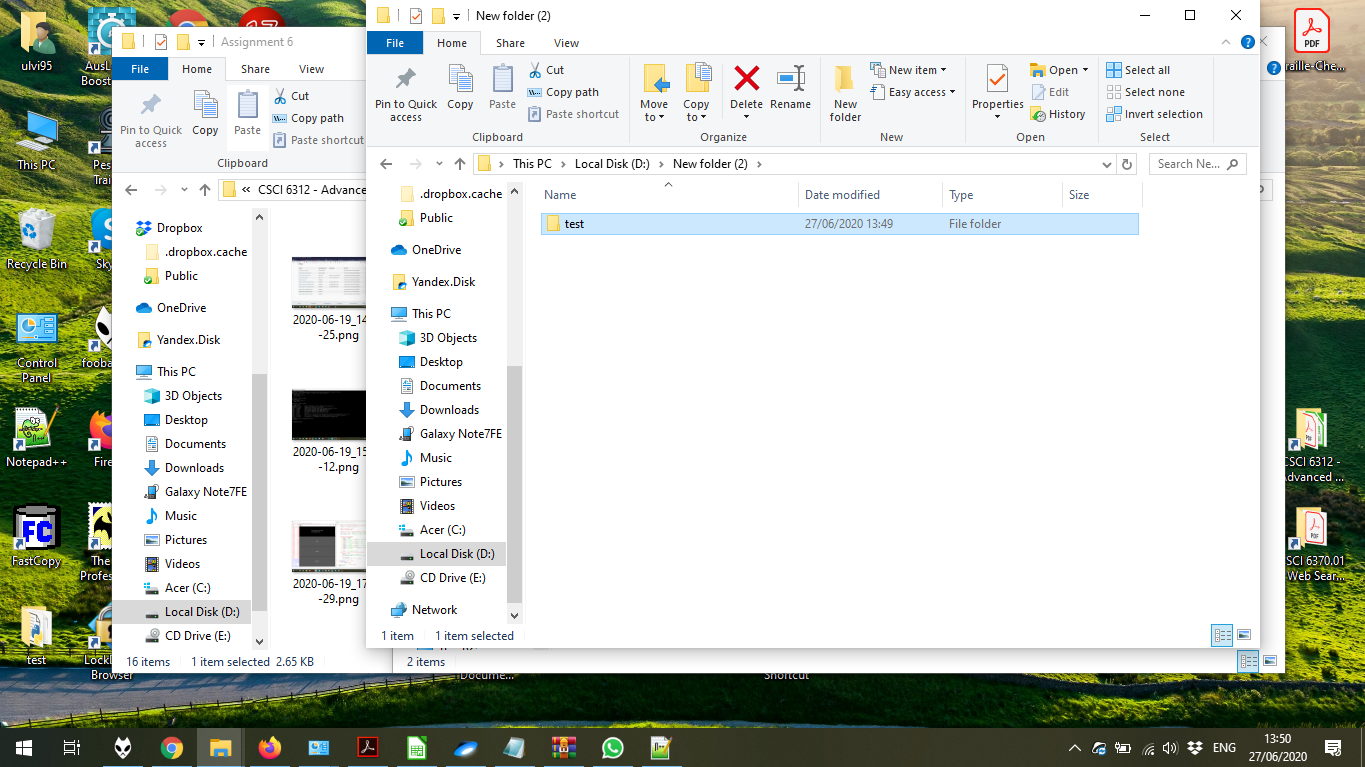 ulvi95
This PC
Recycle Bin
Control
Panel
Notepad++
FastCopy
test
AusL
Boost
Pes
Trai
Sky
fooba
Fire
The
Profess
LockD
Browser
Assignment 6
File
Home
Share
View
Pin to Quick
access
Copy
Paste
Cut
Copy path
Paste shortcut
Clipboard
« CSCI 6312 - Advance
Dropbox
.dropbox.cache
Public
OneDrive
Yandex.Disk
This PC
3D Objects
Desktop
Documents
Downloads
Galaxy Note7FE
Music
Pictures
Videos
Acer (C:)
Local Disk (D:)
CD Drive (E:)
2020-06-19_14
-25.png
2020-06-19_15
-12.png
2020-06-19_17
-29.png
16 items
1 item selected 2.65 KB
New folder (2)
File
Home
Share
View
Pin to Quick
access
Copy
Paste
Cut
Copy path
Paste shortcut
Clipboard
Move
to
Copy
to
Delete
Rename
Organize
New
folder
New item
Easy access
New
Properties
Open
Edit
History
Open
Select all
Select none
Invert selection
Select
This PC > Local Disk (D:) > New folder (2) >
Search Ne...
.dropbox.cache
Public
OneDrive
Yandex.Disk
This PC
3D Objects
Desktop
Documents
Downloads
Galaxy Note7FE
Music
Pictures
Videos
Acer (C:)
Local Disk (D:)
CD Drive (E:)
Network
Name
Date modified
Type
Size
test
27/06/2020 13:49
File folder
1 item
1 item selected
2 items
Docume...
Shortcut
PDF
raille-Che...
CSCI 6312 -
Advanced ...
SCI 6370.01
Web Sear...
ENG
13:50
27/06/2020